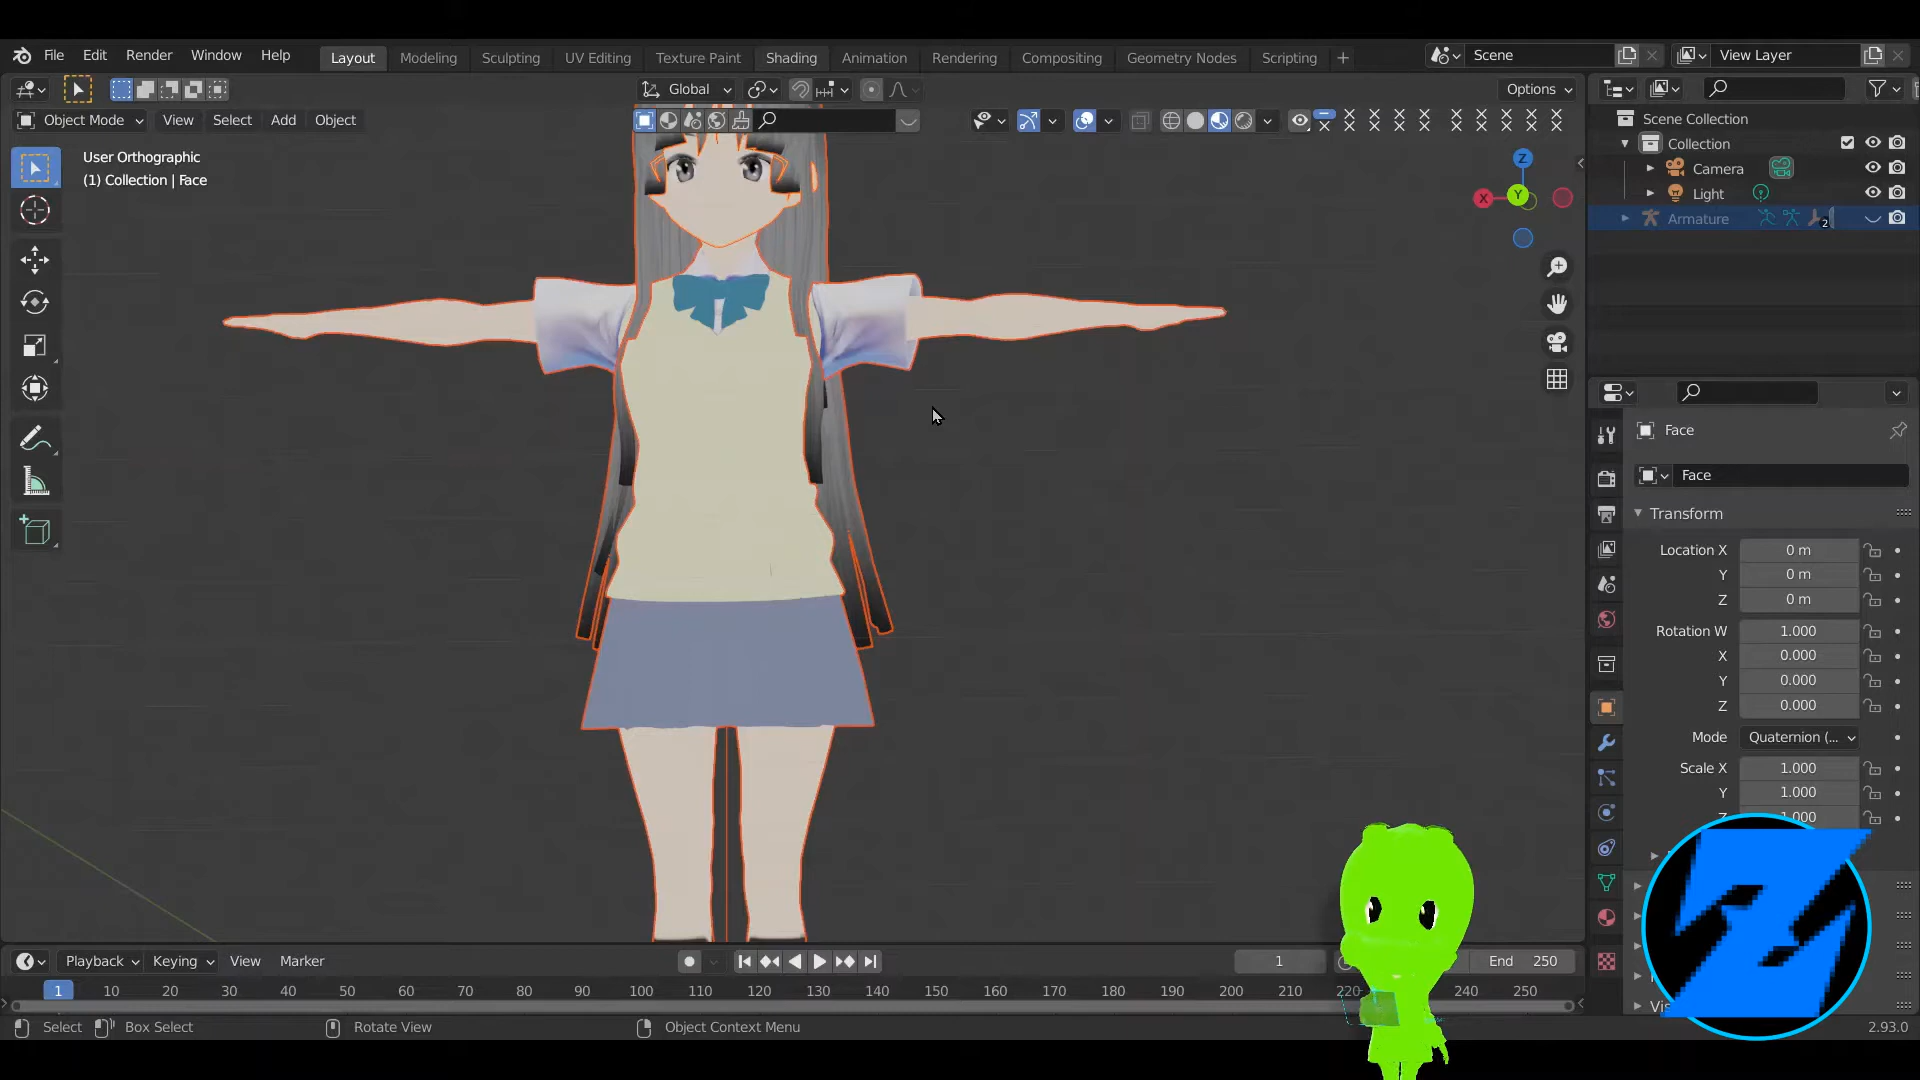 File Edit Render Window Help Layout Modeling Sculpting UV Editing Texture Paint Shading Animation Rendering Compositing Geometry Nodes Scripting + Scene View Layer
Global Options
Object Mode View Select Add Object
User Orthographic
(1) Collection | Face
Z
X
Y
Scene Collection
Collection
Camera
Light
Armature 2
Face
Face
Transform
Location X 0 m
Y 0 m
Z 0 m
Rotation W 1.000
X 0.000
Y 0.000
Z 0.000
Mode Quaternion (...
Scale X 1.000
Y 1.000
Z 1.000
Playback Keying View Marker 1 End 250
1 10 20 30 40 50 60 70 80 90 100 110 120 130 140 150 160 170 180 190 200 210 220 240 250
Select Box Select Rotate View Object Context Menu 2.93.0